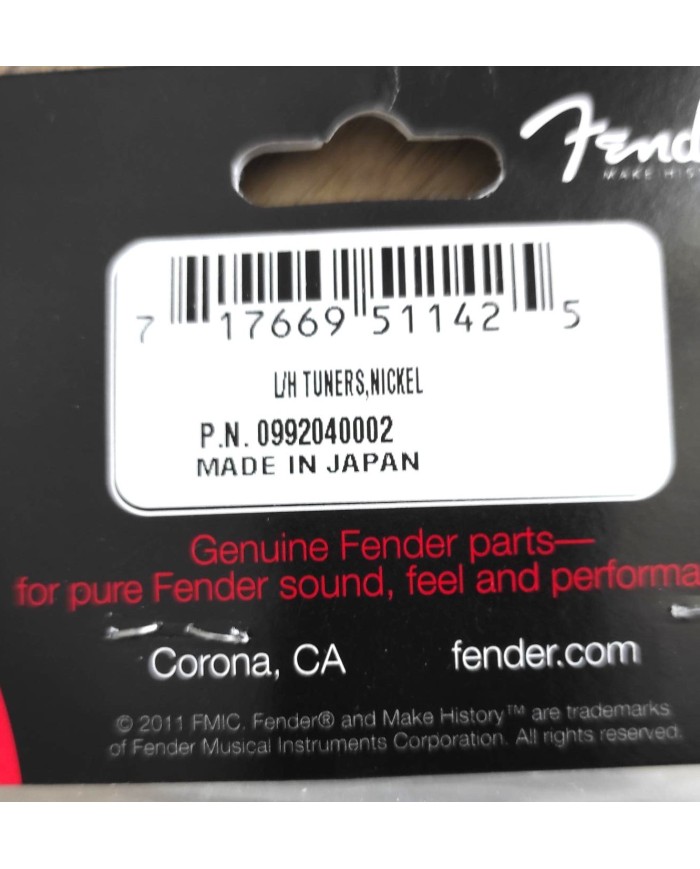 Fend
MAKE HIS
7 17669 51142 5
L/H TUNERS,NICKEL
P.N. 0992040002
MADE IN JAPAN
Genuine Fender parts—
for pure Fender sound, feel and performa
Corona, CA
fender.com
© 2011 FMIC. Fender® and Make History™ are trademarks
of Fender Musical Instruments Corporation. All rights reserved.